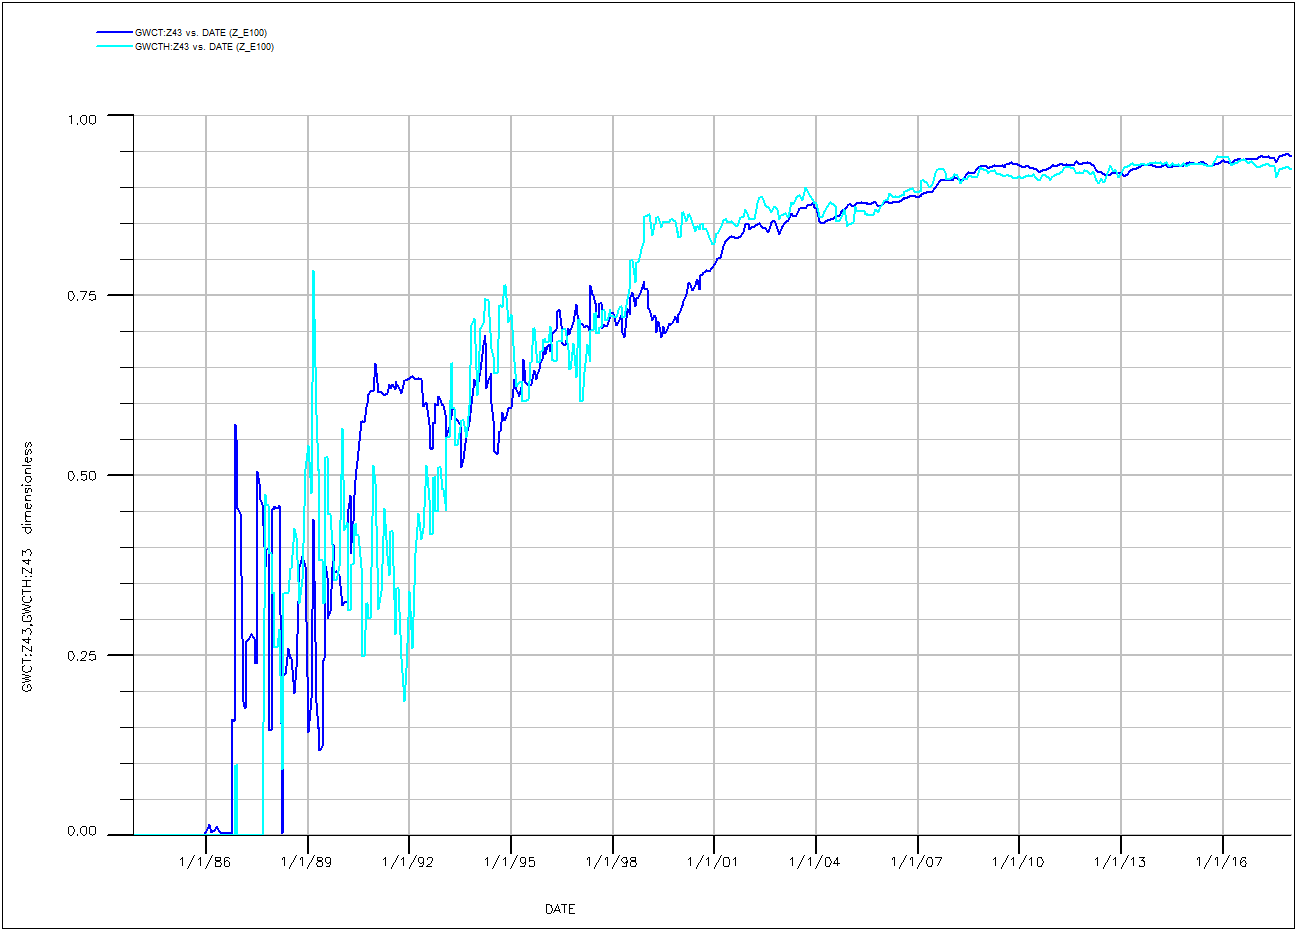 GWCT:Z43 vs. DATE (Z_E100)
GWCTH:Z43 vs. DATE (Z_E100)
1.00
0.75
0.50
0.25
0.00
GWCT:Z43,GWCTH:Z43 dimensionless
1/1/86 1/1/89 1/1/92 1/1/95 1/1/98 1/1/01 1/1/04 1/1/07 1/1/10 1/1/13 1/1/16
DATE